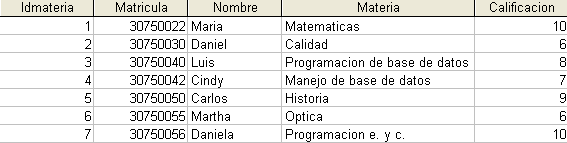 Idmateria Matricula Nombre Materia Calificacion
1 30750022 Maria Matematicas 10
2 30750030 Daniel Calidad 6
3 30750040 Luis Programacion de base de datos 8
4 30750042 Cindy Manejo de base de datos 7
5 30750050 Carlos Historia 9
6 30750055 Martha Optica 6
7 30750056 Daniela Programacion e. y c. 10